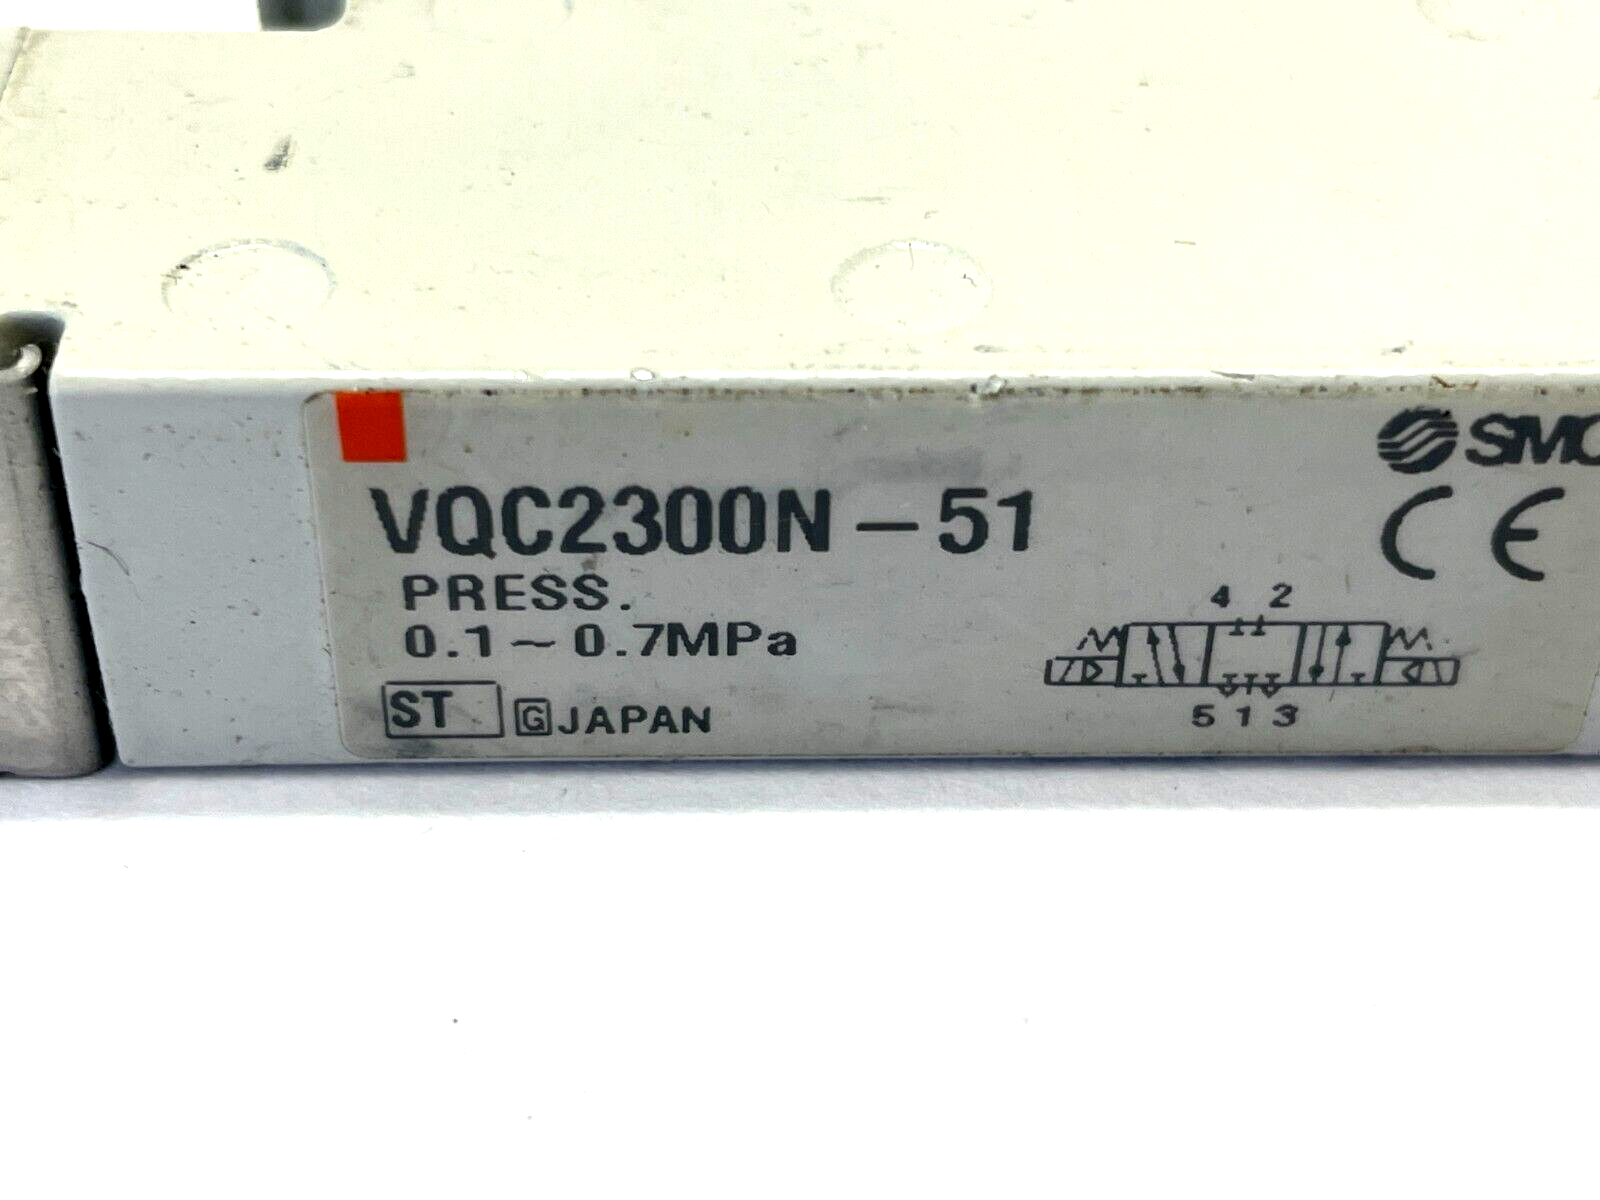 SMC
VQC2300N-51
CE
PRESS.
0.1~0.7MPa
4 2
5 1 3
ST G JAPAN